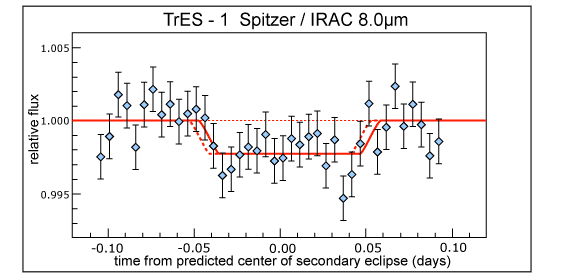 TrES - 1 Spitzer / IRAC 8.0µm
1.005
1.000
0.995
relative flux
-0.10 -0.05 0.00 0.05 0.10
time from predicted center of secondary eclipse (days)